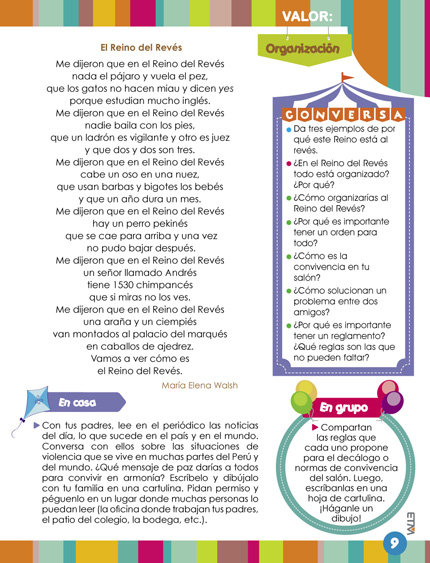 VALOR:
Organización
El Reino del Revés
Me dijeron que en el Reino del Revés
nada el pájaro y vuela el pez,
que los gatos no hacen miau y dicen yes
porque estudian mucho inglés.
Me dijeron que en el Reino del Revés
nadie baila con los pies,
que un ladrón es vigilante y otro es juez
y que dos y dos son tres.
Me dijeron que en el Reino del Revés
cabe un oso en una nuez,
que usan barbas y bigotes los bebés
y que un año dura un mes.
Me dijeron que en el Reino del Revés
hay un perro pekinés
que se cae para arriba y una vez
no pudo bajar después.
Me dijeron que en el Reino del Revés
un señor llamado Andrés
tiene 1530 chimpancés
que si miras no los ves.
Me dijeron que en el Reino del Revés
una araña y un ciempiés
van montados al palacio del marqués
en caballos de ajedrez.
Vamos a ver cómo es
el Reino del Revés.
María Elena Walsh
CONVERSA
Da tres ejemplos de por
qué este Reino está al
revés.
¿En el Reino del Revés
todo está organizado?
¿Por qué?
¿Cómo organizarías al
Reino del Revés?
¿Por qué es importante
tener un orden para
todo?
¿Cómo es la
convivencia en tu
salón?
¿Cómo solucionan un
problema entre dos
amigos?
¿Por qué es importante
tener un reglamento?
¿Qué reglas son las que
no pueden faltar?
En casa
Con tus padres, lee en el periódico las noticias
del día, lo que sucede en el país y en el mundo.
Conversa con ellos sobre las situaciones de
violencia que se vive en muchas partes del Perú y
del mundo. ¿Qué mensaje de paz darías a todos
para convivir en armonía? Escríbelo y dibújalo
con tu familia en una cartulina. Pidan permiso y
péguenlo en un lugar donde muchas personas lo
puedan leer (la oficina donde trabajan tus padres,
el patio del colegio, la bodega, etc.).
En grupo
Compartan
las reglas que
cada uno propone
para el decálogo o
normas de convivencia
del salón. Luego,
escríbanlas en una
hoja de cartulina.
¡Háganle un
dibujo!
9